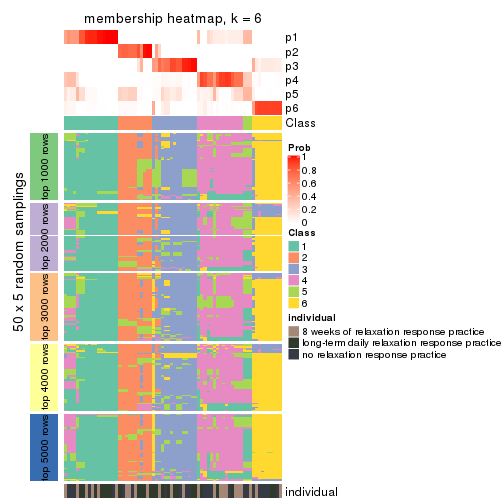 membership heatmap, k = 6
p1
p2
p3
p4
p5
p6
Class
50 x 5 random samplings
top 1000 rows
top 2000 rows
top 3000 rows
top 4000 rows
top 5000 rows
Prob
1
0.8
0.6
0.4
0.2
0
Class
1
2
3
4
5
6
individual
8 weeks of relaxation response practice
long-term daily relaxation response practice
no relaxation response practice
individual